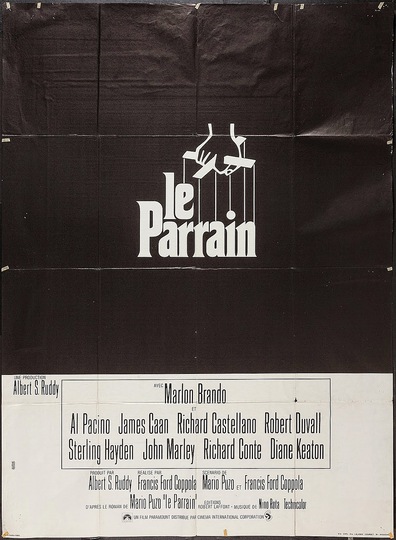 le
Parrain
UNE PRODUCTION
Albert S. Ruddy
AVEC Marlon Brando
ET
Al Pacino James Caan Richard Castellano Robert Duvall
Sterling Hayden John Marley Richard Conte Diane Keaton
PRODUIT PAR Albert S. Ruddy RÉALISÉ PAR Francis Ford Coppola SCENARIO DE Mario Puzo ET Francis Ford Coppola
D'APRÈS LE ROMAN DE Mario Puzo "le Parrain" EDITIONS ROBERT LAFFONT - MUSIQUE DE Nino Rota Technicolor
UN FILM PARAMOUNT DISTRIBUÉ PAR CINEMA INTERNATIONAL CORPORATION